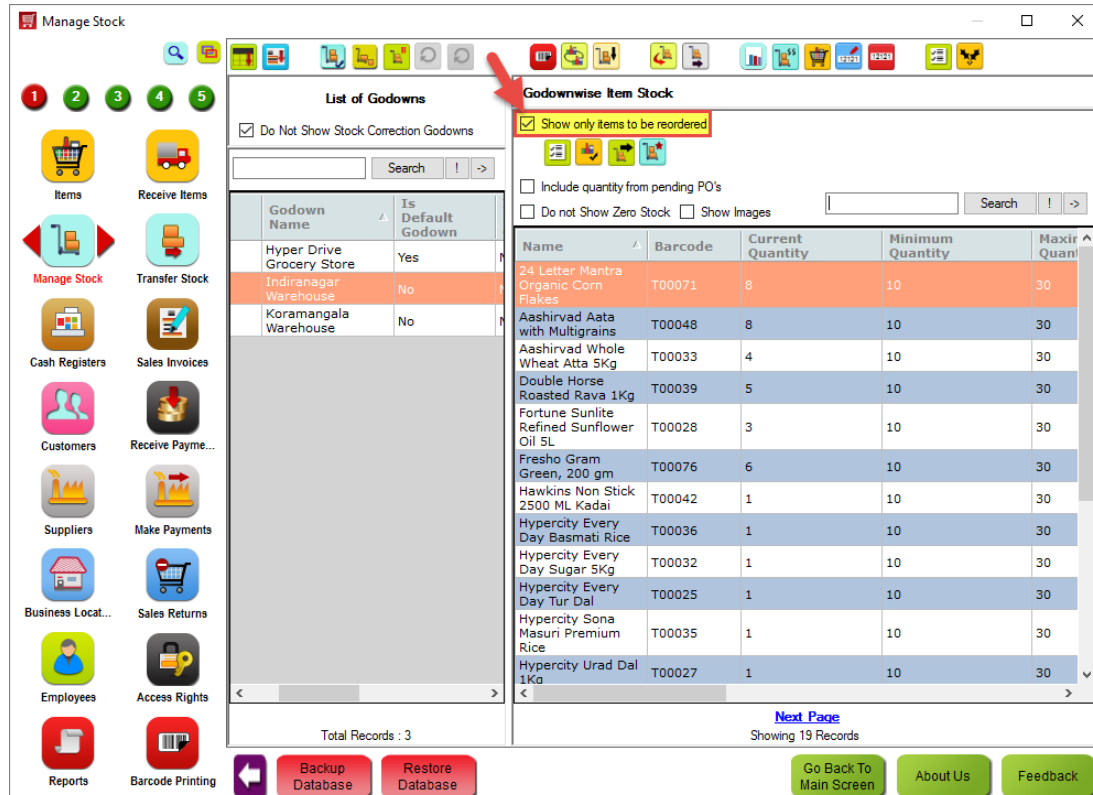 Manage Stock
1 2 3 4 5
Items
Receive Items
Manage Stock
Transfer Stock
Cash Registers
Sales Invoices
Customers
Receive Payme...
Suppliers
Make Payments
Business Locat...
Sales Returns
Employees
Access Rights
Reports
Barcode Printing
List of Godowns
Do Not Show Stock Correction Godowns
Search ! ->
Godown Name Is Default Godown
Hyper Drive Grocery Store Yes
Indiranagar Warehouse No
Koramangala Warehouse No
Total Records : 3
Godownwise Item Stock
Show only items to be reordered
Include quantity from pending PO's
Do not Show Zero Stock Show Images
Search ! ->
Name Barcode Current Quantity Minimum Quantity
24 Letter Mantra Organic Corn Flakes T00071 8 10 30
Aashirvad Aata with Multigrains T00048 8 10 30
Aashirvad Whole Wheat Atta 5Kg T00033 4 10 30
Double Horse Roasted Rava 1Kg T00039 5 10 30
Fortune Sunlite Refined Sunflower Oil 5L T00028 3 10 30
Fresho Gram Green, 200 gm T00076 6 10 30
Hawkins Non Stick 2500 ML Kadai T00042 1 10 30
Hypercity Every Day Basmati Rice T00036 1 10 30
Hypercity Every Day Sugar 5Kg T00032 1 10 30
Hypercity Every Day Tur Dal T00025 1 10 30
Hypercity Sona Masuri Premium Rice T00035 1 10 30
Hypercity Urad Dal 1Kg T00027 1 10 30
Next Page
Showing 19 Records
Backup Database
Restore Database
Go Back To Main Screen
About Us
Feedback